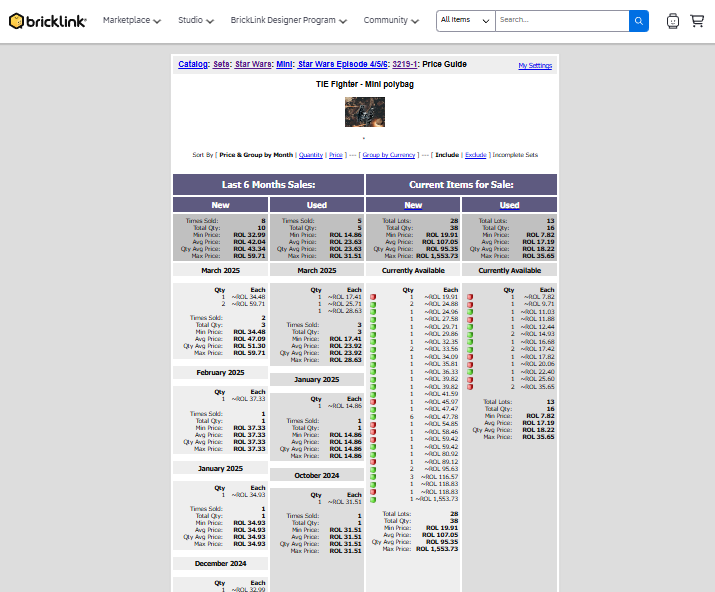 bricklink
Marketplace
Studio
BrickLink Designer Program
Community
All Items
Search...
Catalog: Sets: Star Wars: Mini: Star Wars Episode 4/5/6: 3219-1: Price Guide
My Settings
TIE Fighter - Mini polybag
Sort By [ Price & Group by Month | Quantity | Price ] --- [ Group by Currency ] --- [ Include | Exclude ] Incomplete Sets
Last 6 Months Sales:
Current Items for Sale:
New
Used
New
Used
Times Sold: 8
Total Qty: 10
Min Price: ROL 32.99
Avg Price: ROL 42.04
Qty Avg Price: ROL 43.34
Max Price: ROL 59.71
Times Sold: 5
Total Qty: 5
Min Price: ROL 14.86
Avg Price: ROL 23.63
Qty Avg Price: ROL 23.63
Max Price: ROL 31.51
Total Lots: 28
Total Qty: 38
Min Price: ROL 19.91
Avg Price: ROL 107.05
Qty Avg Price: ROL 95.35
Max Price: ROL 1,553.73
Total Lots: 13
Total Qty: 16
Min Price: ROL 7.82
Avg Price: ROL 17.19
Qty Avg Price: ROL 18.22
Max Price: ROL 35.65
March 2025
Qty Each
1 ~ROL 34.48
2 ~ROL 59.71
Times Sold: 2
Total Qty: 3
Min Price: ROL 34.48
Avg Price: ROL 47.09
Qty Avg Price: ROL 51.30
Max Price: ROL 59.71
February 2025
Qty Each
1 ~ROL 37.33
Times Sold: 1
Total Qty: 1
Min Price: ROL 37.33
Avg Price: ROL 37.33
Qty Avg Price: ROL 37.33
Max Price: ROL 37.33
January 2025
Qty Each
1 ~ROL 34.93
Times Sold: 1
Total Qty: 1
Min Price: ROL 34.93
Avg Price: ROL 34.93
Qty Avg Price: ROL 34.93
Max Price: ROL 34.93
December 2024
Qty Each
1 ~ROL 32.99
March 2025
Qty Each
1 ~ROL 17.41
1 ~ROL 25.71
1 ~ROL 28.63
Times Sold: 3
Total Qty: 3
Min Price: ROL 17.41
Avg Price: ROL 23.92
Qty Avg Price: ROL 23.92
Max Price: ROL 28.63
January 2025
Qty Each
1 ~ROL 14.86
Times Sold: 1
Total Qty: 1
Min Price: ROL 14.86
Avg Price: ROL 14.86
Qty Avg Price: ROL 14.86
Max Price: ROL 14.86
October 2024
Qty Each
1 ~ROL 31.51
Times Sold: 1
Total Qty: 1
Min Price: ROL 31.51
Avg Price: ROL 31.51
Qty Avg Price: ROL 31.51
Max Price: ROL 31.51
Currently Available
Qty Each
1 ~ROL 19.91
2 ~ROL 24.88
1 ~ROL 24.96
1 ~ROL 27.58
1 ~ROL 29.71
1 ~ROL 29.86
1 ~ROL 32.35
2 ~ROL 33.56
1 ~ROL 34.09
1 ~ROL 35.81
1 ~ROL 36.33
1 ~ROL 39.82
1 ~ROL 39.82
1 ~ROL 41.59
1 ~ROL 45.97
1 ~ROL 47.47
6 ~ROL 47.78
1 ~ROL 54.85
1 ~ROL 58.46
1 ~ROL 59.42
1 ~ROL 59.42
1 ~ROL 80.92
1 ~ROL 89.12
2 ~ROL 95.63
3 ~ROL 116.57
1 ~ROL 118.83
1 ~ROL 118.83
1 ~ROL 1,553.73
Total Lots: 28
Total Qty: 38
Min Price: ROL 19.91
Avg Price: ROL 107.05
Qty Avg Price: ROL 95.35
Max Price: ROL 1,553.73
Currently Available
Qty Each
1 ~ROL 7.82
1 ~ROL 9.71
1 ~ROL 11.03
1 ~ROL 11.88
1 ~ROL 12.44
2 ~ROL 14.93
1 ~ROL 16.68
2 ~ROL 17.42
1 ~ROL 17.82
1 ~ROL 20.06
1 ~ROL 22.40
1 ~ROL 25.60
2 ~ROL 35.65
Total Lots: 13
Total Qty: 16
Min Price: ROL 7.82
Avg Price: ROL 17.19
Qty Avg Price: ROL 18.22
Max Price: ROL 35.65